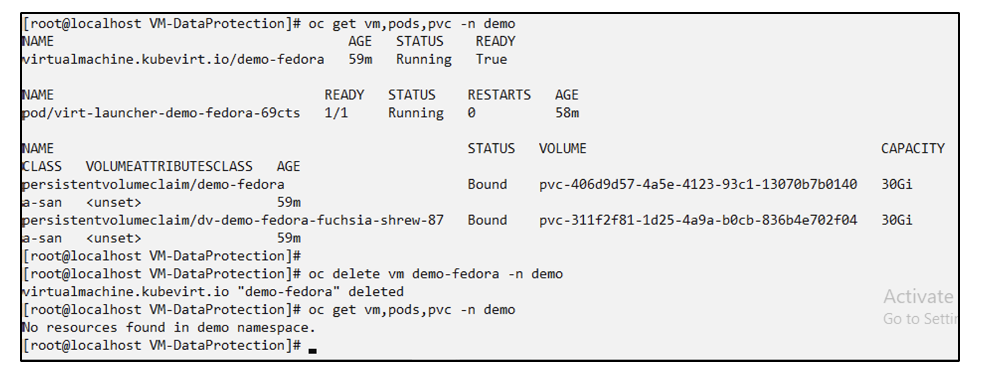 [root@localhost VM-DataProtection]# oc get vm,pods,pvc -n demo
NAME AGE STATUS READY
virtualmachine.kubevirt.io/demo-fedora 59m Running True
NAME READY STATUS RESTARTS AGE
pod/virt-launcher-demo-fedora-69cts 1/1 Running 0 58m
NAME STATUS VOLUME CAPACITY
CLASS VOLUMEATTRIBUTESCLASS AGE
persistentvolumeclaim/demo-fedora Bound pvc-406d9d57-4a5e-4123-93c1-13070b7b0140 30Gi
a-san <unset> 59m
persistentvolumeclaim/dv-demo-fedora-fuchsia-shrew-87 Bound pvc-311f2f81-1d25-4a9a-b0cb-836b4e702f04 30Gi
a-san <unset> 59m
[root@localhost VM-DataProtection]#
[root@localhost VM-DataProtection]# oc delete vm demo-fedora -n demo
virtualmachine.kubevirt.io "demo-fedora" deleted
[root@localhost VM-DataProtection]# oc get vm,pods,pvc -n demo
No resources found in demo namespace.
[root@localhost VM-DataProtection]#
Activate
Go to Settin